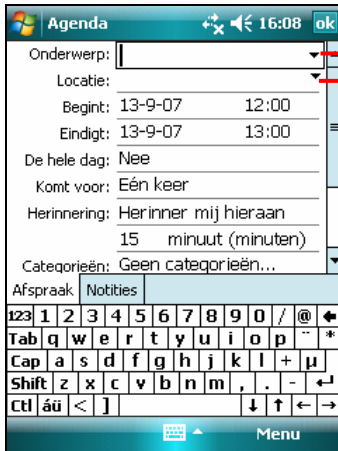 Agenda 16:08 ok
Onderwerp:
Locatie:
Begint: 13-9-07 12:00
Eindigt: 13-9-07 13:00
De hele dag: Nee
Komt voor: Eén keer
Herinnering: Herinner mij hieraan
15 minuut (minuten)
Categorieën: Geen categorieën...
Afspraak Notities
123 1 2 3 4 5 6 7 8 9 0 / @
Tab q w e r t y u i o p ¨ *
Cap a s d f g h j k l + µ
Shift z x c v b n m , . - ↵
Ctl áü < ] ↓ ↑ ← →
Menu